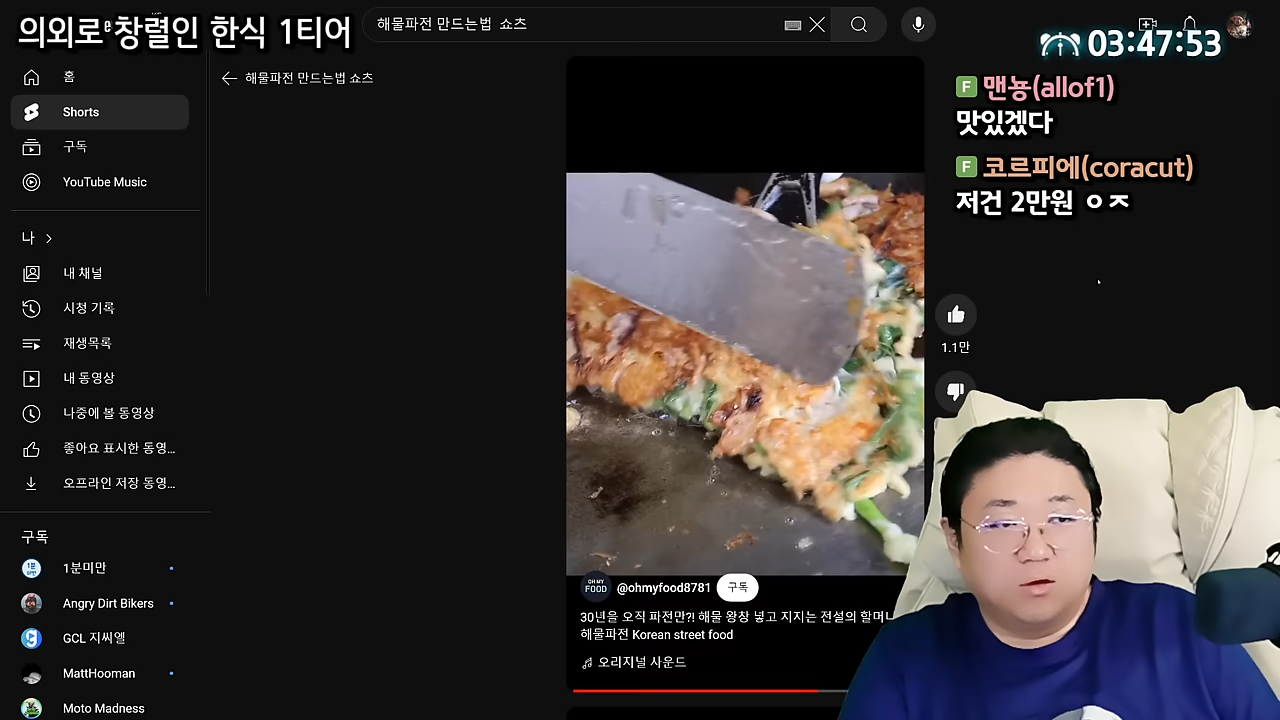 의외로 창렬인 한식 1티어
해물파전 만드는법 쇼츠
03:47:53
홈
해물파전 만드는법 쇼츠
Shorts
구독
YouTube Music
나
내 채널
시청 기록
재생목록
내 동영상
나중에 볼 동영상
좋아요 표시한 동영...
오프라인 저장 동영...
구독
1분미만
Angry Dirt Bikers
GCL 지씨엘
MattHooman
Moto Madness
F 맨뇽(allof1)
맛있겠다
F 코르피에(coracut)
저건 2만원 ㅇㅈ
1.1만
OH MY
FOOD
@ohmyfood8781 구독
30년을 오직 파전만?! 해물 왕창 넣고 지지는 전설의 할머니
해물파전 Korean street food
오리지널 사운드